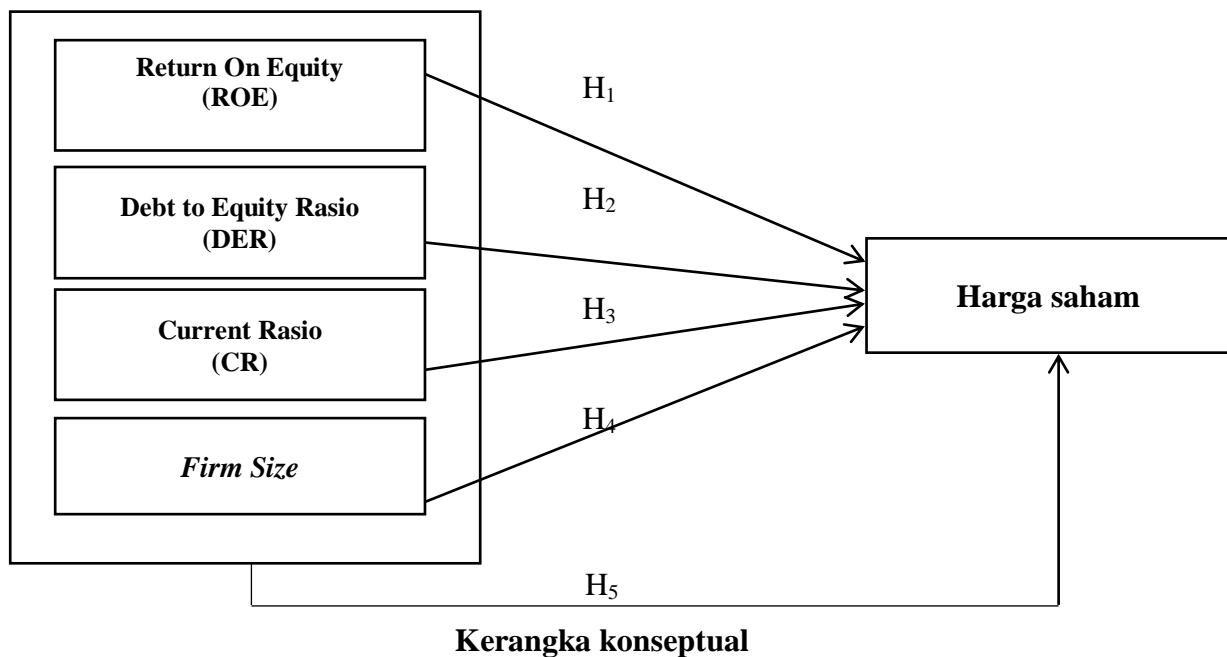 Return On Equity
(ROE)
H₁
Debt to Equity Rasio
(DER)
H₂
Harga saham
Current Rasio
(CR)
H₃
Firm Size
H₄
H₅
Kerangka konseptual